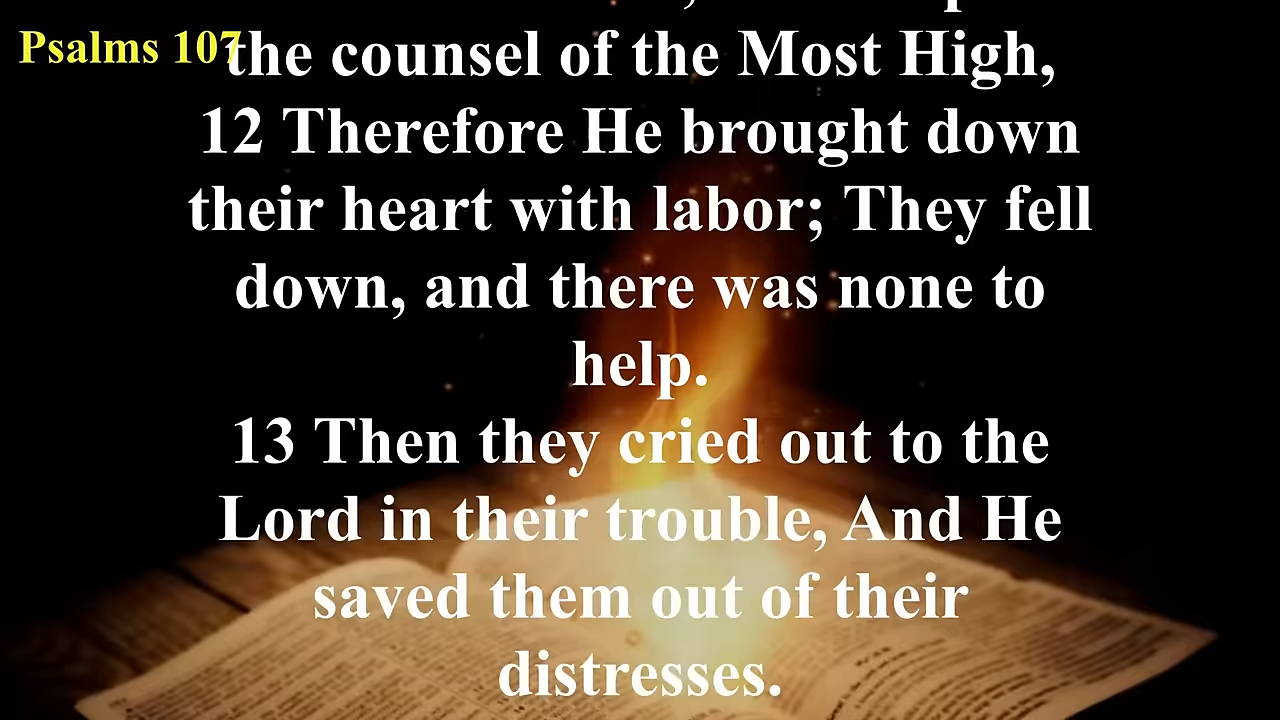 Psalms 107
the counsel of the Most High,
12 Therefore He brought down
their heart with labor; They fell
down, and there was none to
help.
13 Then they cried out to the
Lord in their trouble, And He
saved them out of their
distresses.